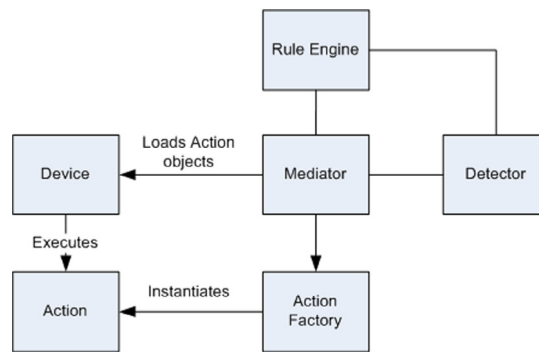 Rule Engine
Loads Action
objects
Device
Mediator
Detector
Executes
Instantiates
Action
Action
Factory